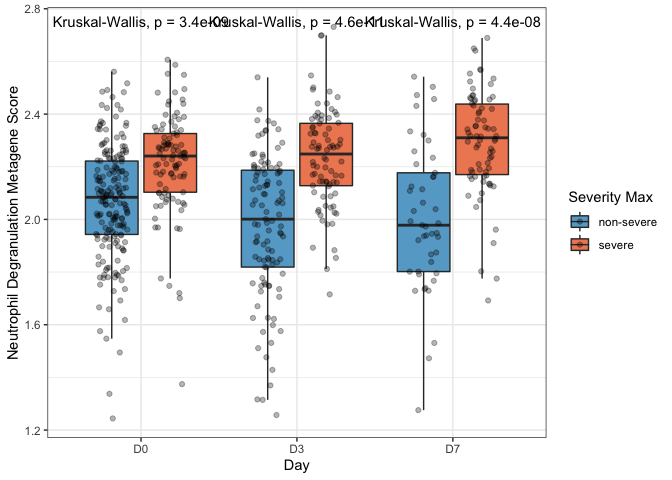 Kruskal-Wallis, p = 3.4e-09
Kruskal-Wallis, p = 4.6e-11
Kruskal-Wallis, p = 4.4e-08
2.8
2.4
2.0
1.6
1.2
Neutrophil Degranulation Metagene Score
D0
D3
D7
Day
Severity Max
non-severe
severe